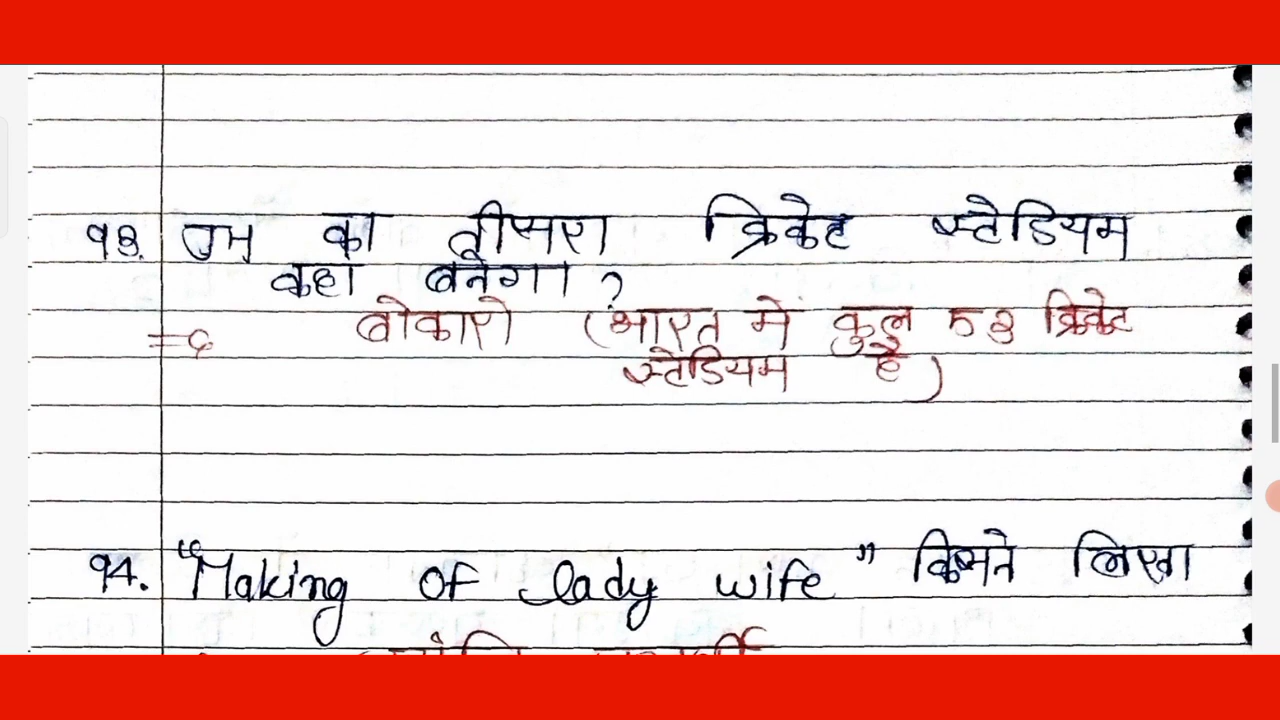 93. JH का तीसरा क्रिकेट स्टेडियम
कहा बनेगा ?
=> बोकारो (भारत में कुल 53 क्रिकेट
स्टेडियम है)
94. "Making of lady wife" किसने लिखा